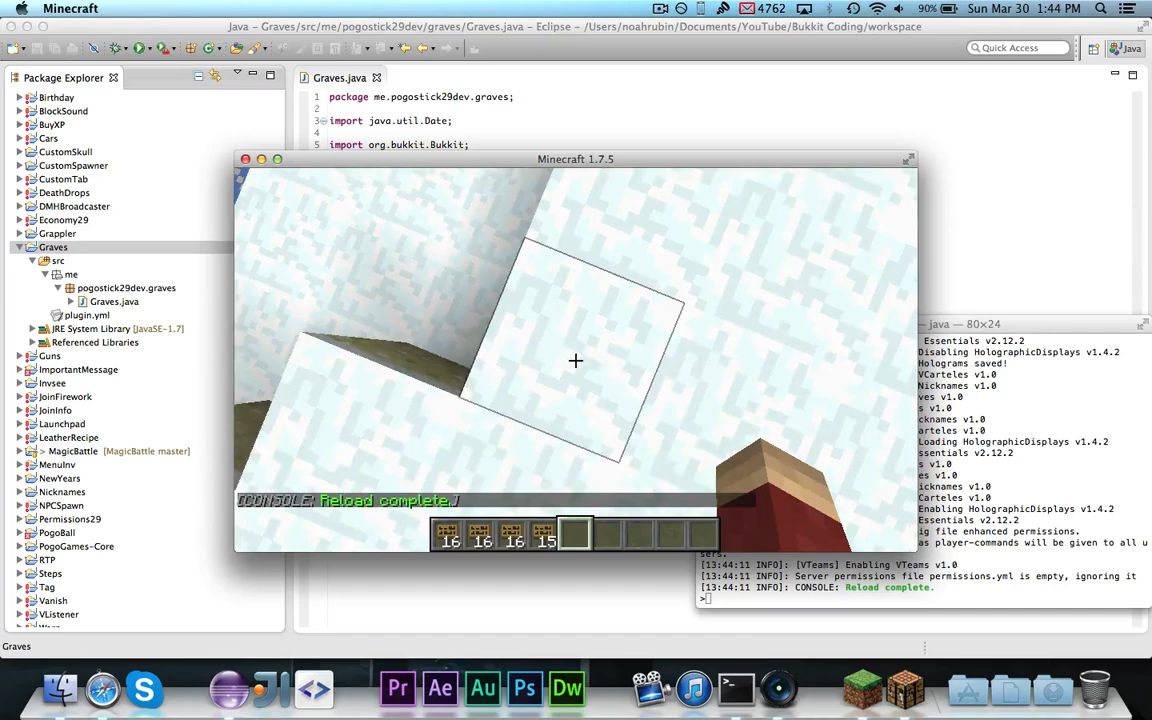 Minecraft
4762
90%
Sun Mar 30 1:44 PM
Java – Graves/src/me/pogostick29dev/graves/Graves.java – Eclipse – /Users/noahrubin/Documents/YouTube/Bukkit Coding/workspace
Quick Access
Java
Package Explorer
Birthday
BlockSound
BuyXP
Cars
CustomSkull
CustomSpawner
CustomTab
DeathDrops
DMHBroadcaster
Economy29
Grappler
Graves
src
me
pogostick29dev.graves
Graves.java
plugin.yml
JRE System Library [JavaSE-1.7]
Referenced Libraries
Guns
ImportantMessage
Invsee
JoinFirework
JoinInfo
Launchpad
LeatherRecipe
> MagicBattle [MagicBattle master]
MenuInv
NewYears
Nicknames
NPCSpawn
Permissions29
PogoBall
PogoGames-Core
RTP
Steps
Tag
Vanish
VListener
Graves
Graves.java
1 package me.pogostick29dev.graves;
2
3 import java.util.Date;
5 import org.bukkit.Bukkit;
Minecraft 1.7.5
[CONSOLE: Reload complete.]
16 16 16 15
java — 80×24
Essentials v2.12.2
Disabling HolographicDisplays v1.4.2
Holograms saved!
VCarteles v1.0
Nicknames v1.0
ves v1.0
s v1.0
cknames v1.0
arteles v1.0
Loading HolographicDisplays v1.4.2
ssentials v2.12.2
s v1.0
ves v1.0
icknames v1.0
Carteles v1.0
Enabling HolographicDisplays v1.4.2
Essentials v2.12.2
ig file enhanced permissions.
as player-commands will be given to all u
sers.
[13:44:11 INFO]: [VTeams] Enabling VTeams v1.0
[13:44:11 INFO]: Server permissions file permissions.yml is empty, ignoring it
[13:44:11 INFO]: CONSOLE: Reload complete.
>
Pr
Ae
Au
Ps
Dw